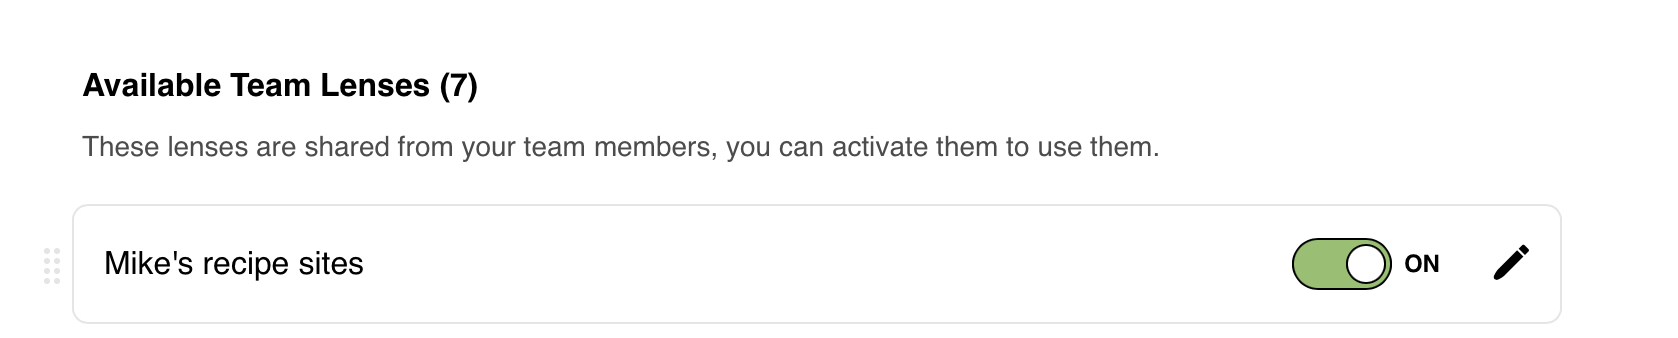 Available Team Lenses (7)
These lenses are shared from your team members, you can activate them to use them.
Mike's recipe sites
ON